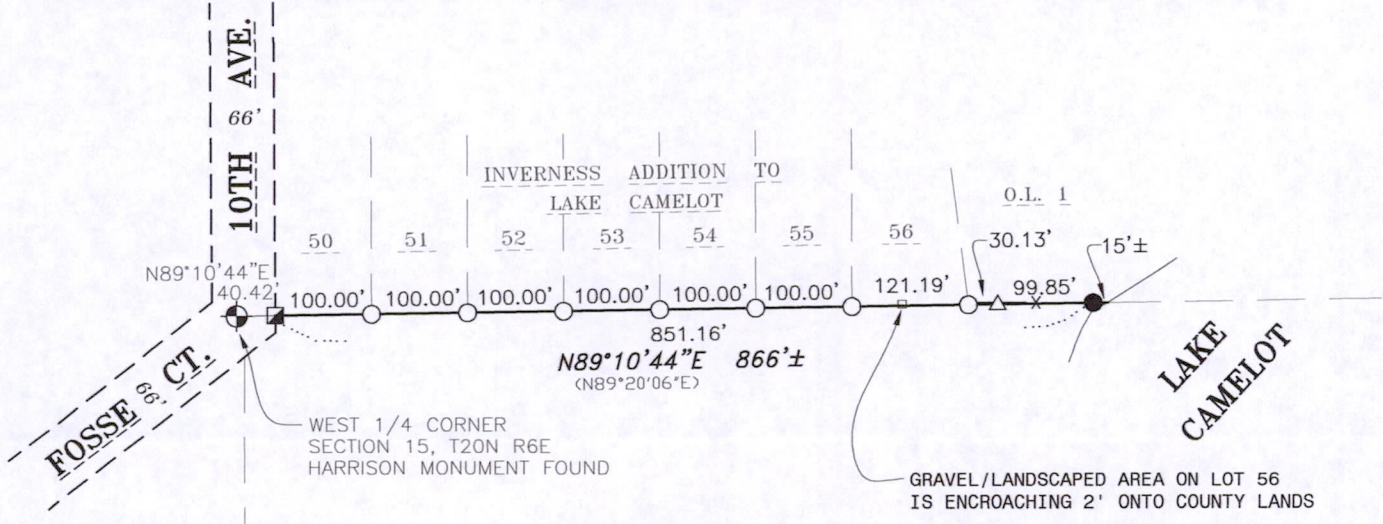 10TH AVE.
66'
INVERNESS ADDITION TO
LAKE CAMELOT
O.L. 1
50
51
52
53
54
55
56
30.13'
15'±
N89°10'44"E
40.42'
100.00'
100.00'
100.00'
100.00'
100.00'
100.00'
121.19'
99.85'
851.16'
N89°10'44"E 866'±
(N89°20'06"E)
FOSSE CT.
66'
LAKE
CAMELOT
WEST 1/4 CORNER
SECTION 15, T20N R6E
HARRISON MONUMENT FOUND
GRAVEL/LANDSCAPED AREA ON LOT 56
IS ENCROACHING 2' ONTO COUNTY LANDS